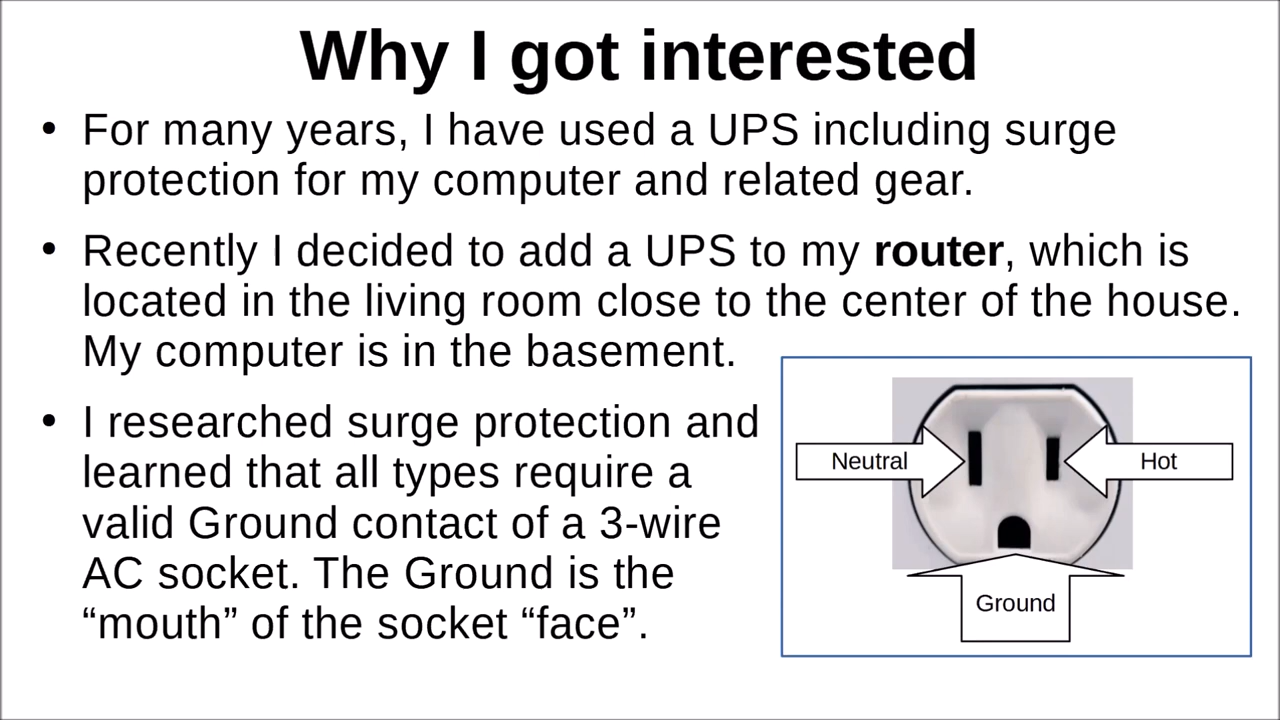 Why I got interested
• For many years, I have used a UPS including surge
protection for my computer and related gear.
• Recently I decided to add a UPS to my router, which is
located in the living room close to the center of the house.
My computer is in the basement.
• I researched surge protection and
learned that all types require a
valid Ground contact of a 3-wire
AC socket. The Ground is the
“mouth” of the socket “face”.
Neutral
Hot
Ground